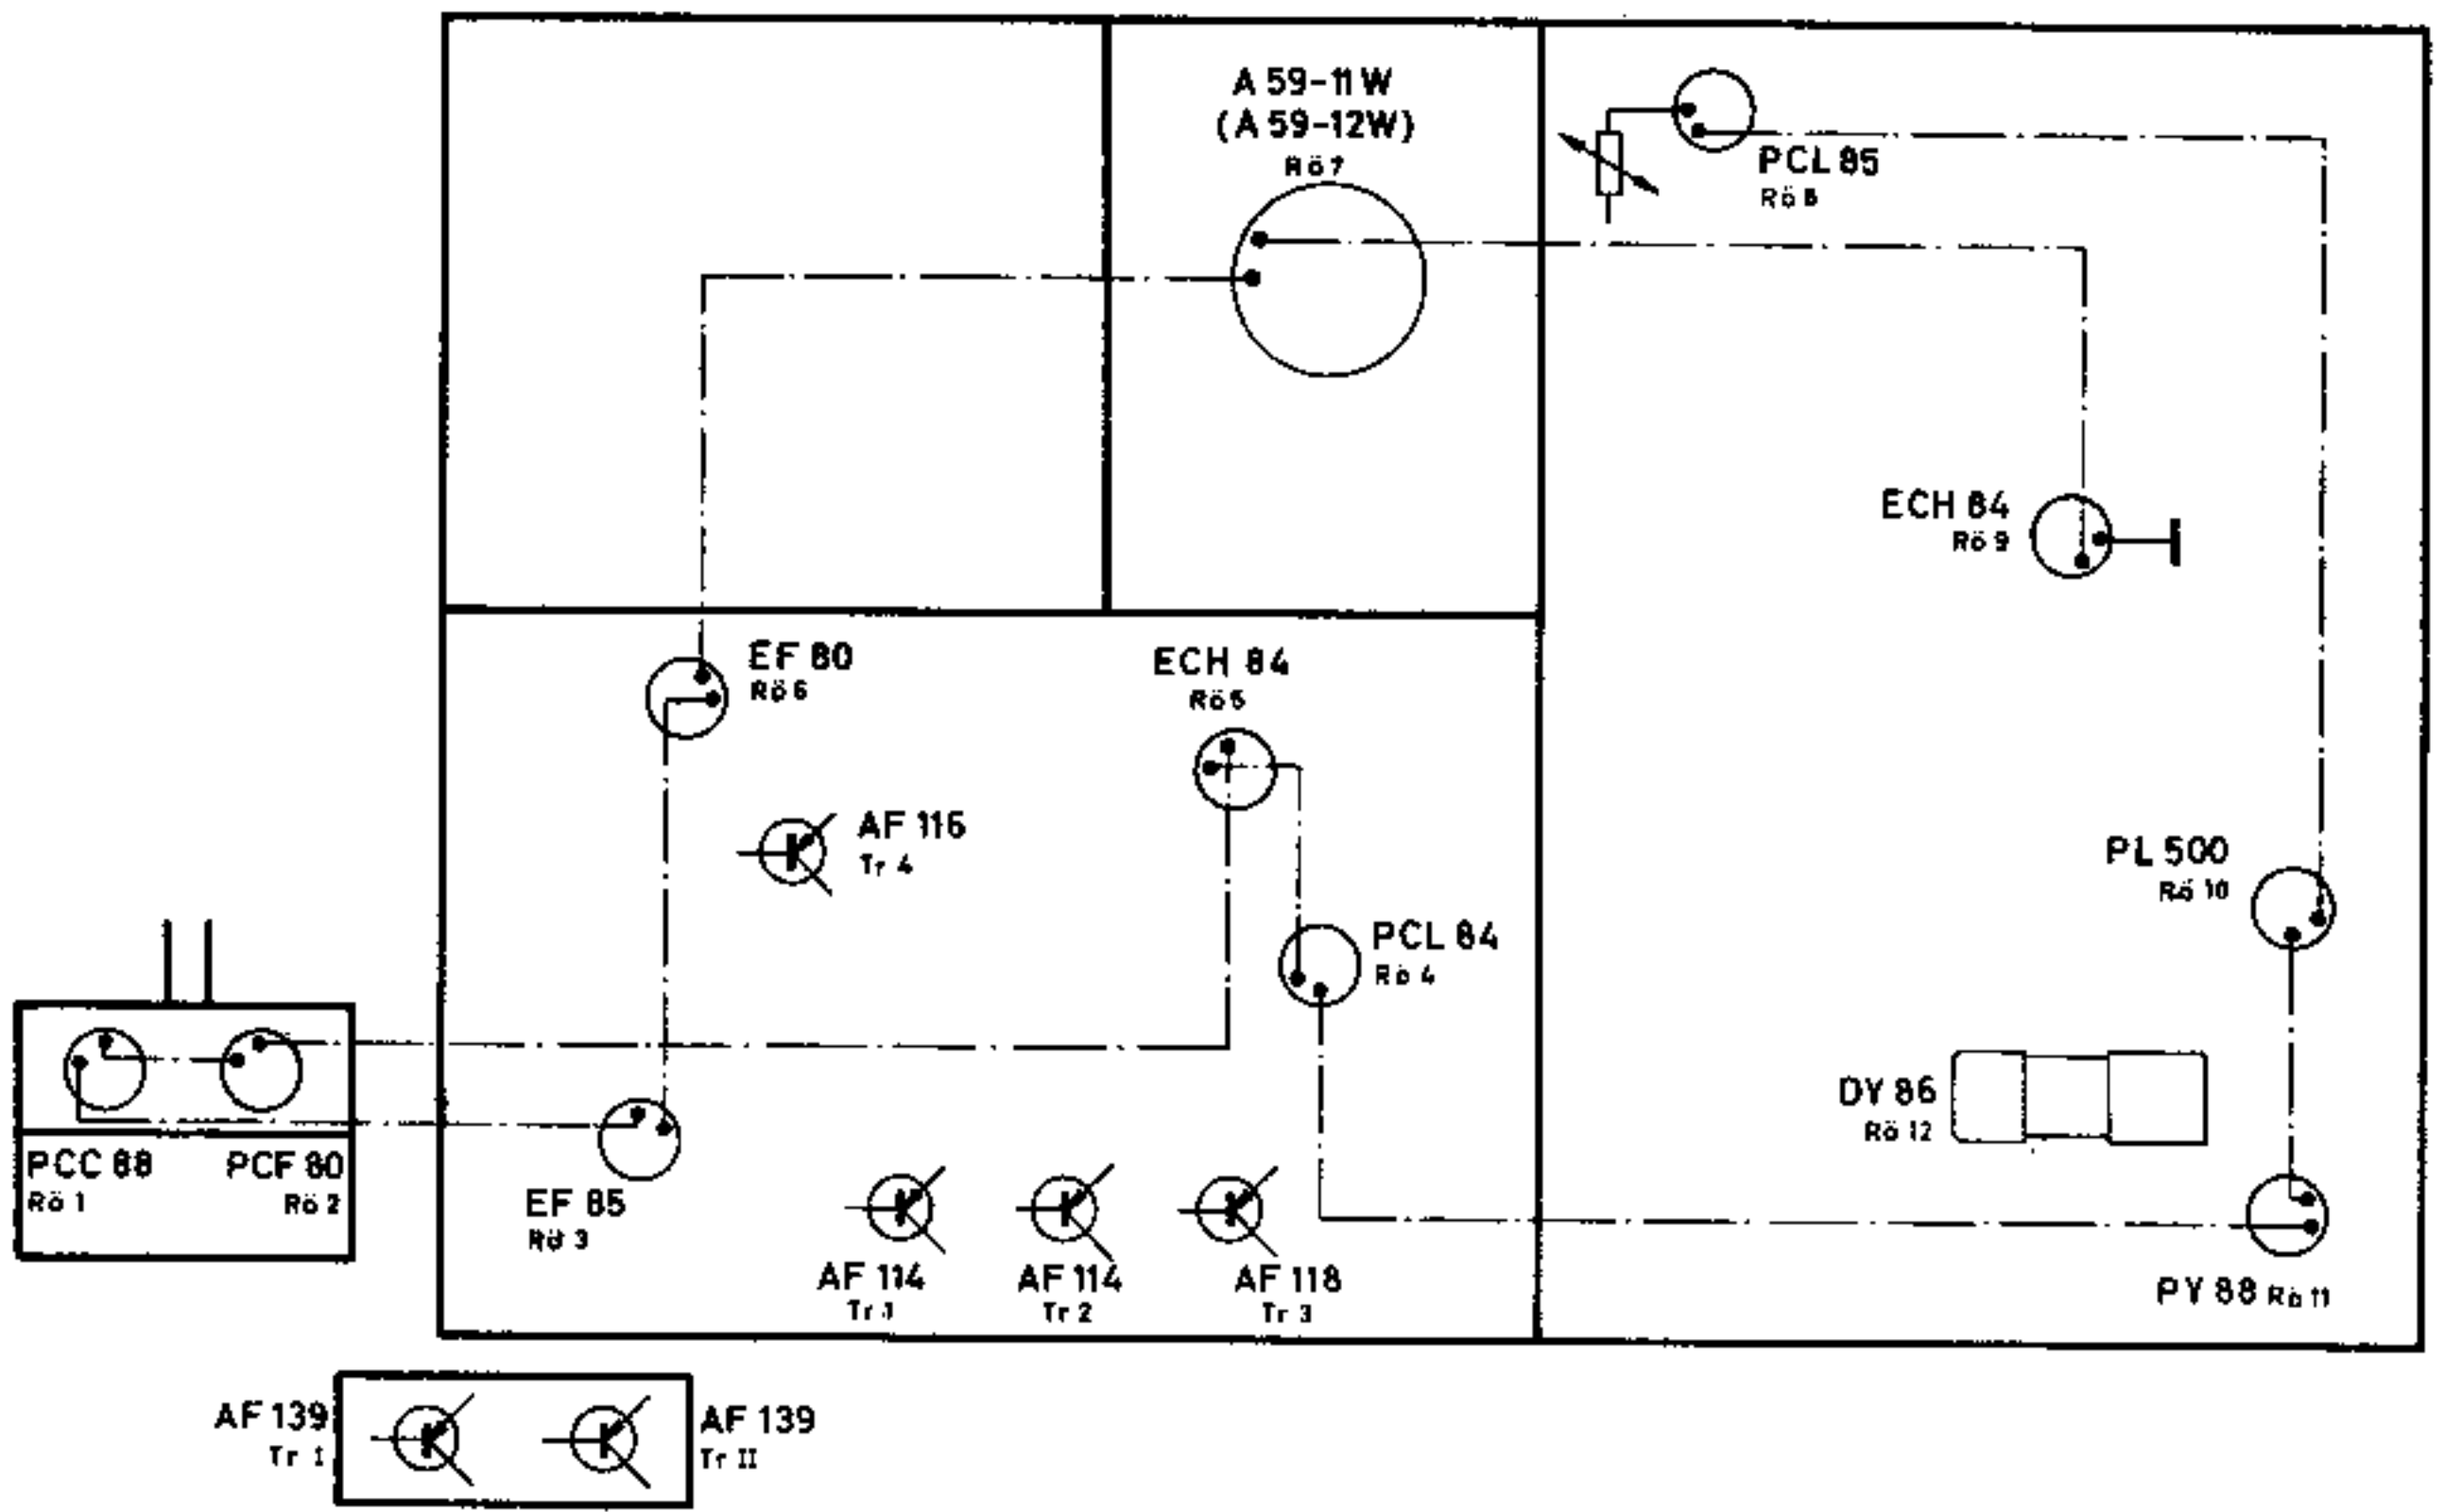 A 59-11 W
(A 59-12W)
Rö 7
PCL 85
Rö 8
ECH 84
Rö 9
EF 80
Rö 6
ECH 84
Rö 5
AF 116
Tr 4
PL 500
Rö 10
PCL 84
Rö 4
DY 86
Rö 12
PCC 88
Rö 1
PCF 80
Rö 2
EF 85
Rö 3
AF 114
Tr 1
AF 114
Tr 2
AF 118
Tr 3
PY 88 Rö 11
AF 139
Tr I
AF 139
Tr II